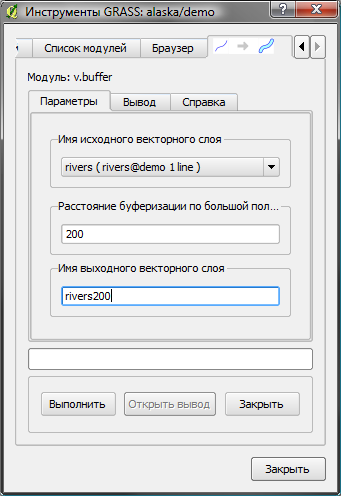 Инструменты GRASS: alaska/demo
Список модулей Браузер
Модуль: v.buffer
Параметры Вывод Справка
Имя исходного векторного слоя
rivers ( rivers@demo 1 line )
Расстояние буферизации по большой пол...
200
Имя выходного векторного слоя
rivers200
Выполнить Открыть вывод Закрыть
Закрыть